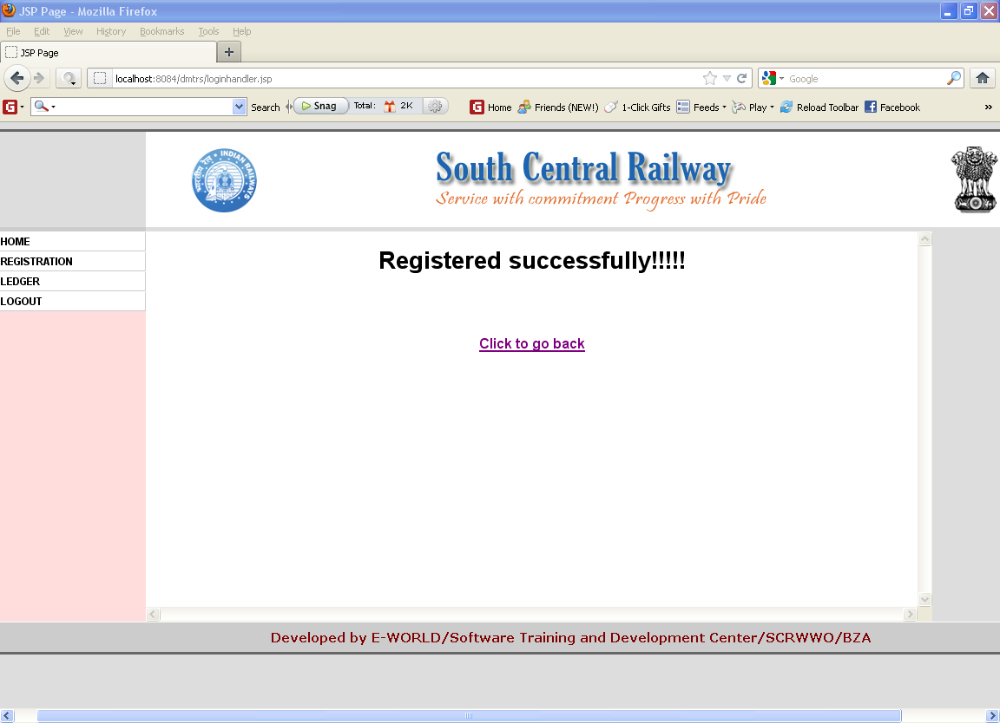 JSP Page - Mozilla Firefox
File Edit View History Bookmarks Tools Help
JSP Page
localhost:8084/dmtrs/loginhandler.jsp
Google
Search Snag Total: 2K Home Friends (NEW!) 1-Click Gifts Feeds Play Reload Toolbar Facebook »
INDIAN RAILWAYS
भारतीय रेल
South Central Railway
Service with commitment Progress with Pride
HOME
REGISTRATION
LEDGER
LOGOUT
Registered successfully!!!!!
Click to go back
Developed by E-WORLD/Software Training and Development Center/SCRWWO/BZA